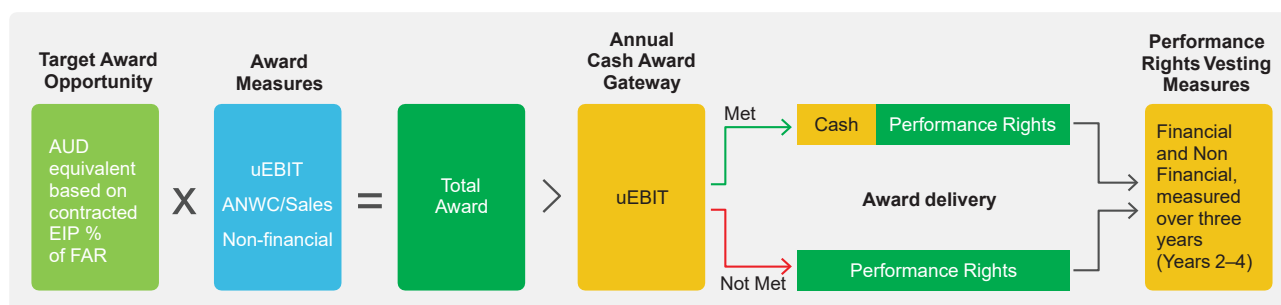 Target Award
Opportunity
AUD
equivalent
based on
contracted
EIP %
of FAR
X
Award
Measures
uEBIT
ANWC/Sales
Non-financial
=
Total
Award
>
Annual
Cash Award
Gateway
uEBIT
Met
Cash
Performance Rights
Award delivery
Not Met
Performance Rights
Performance
Rights Vesting
Measures
Financial
and Non
Financial,
measured
over three
years
(Years 2–4)